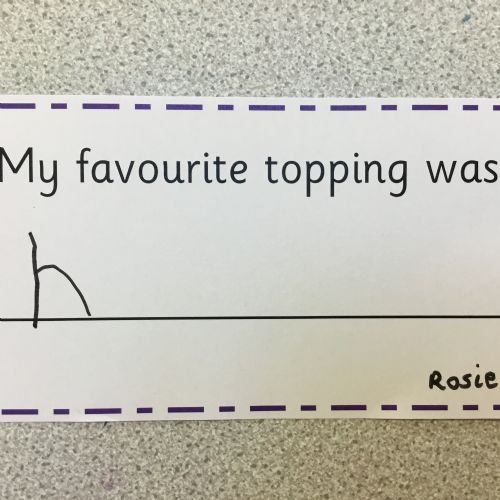 My favourite topping was
h
Rosie